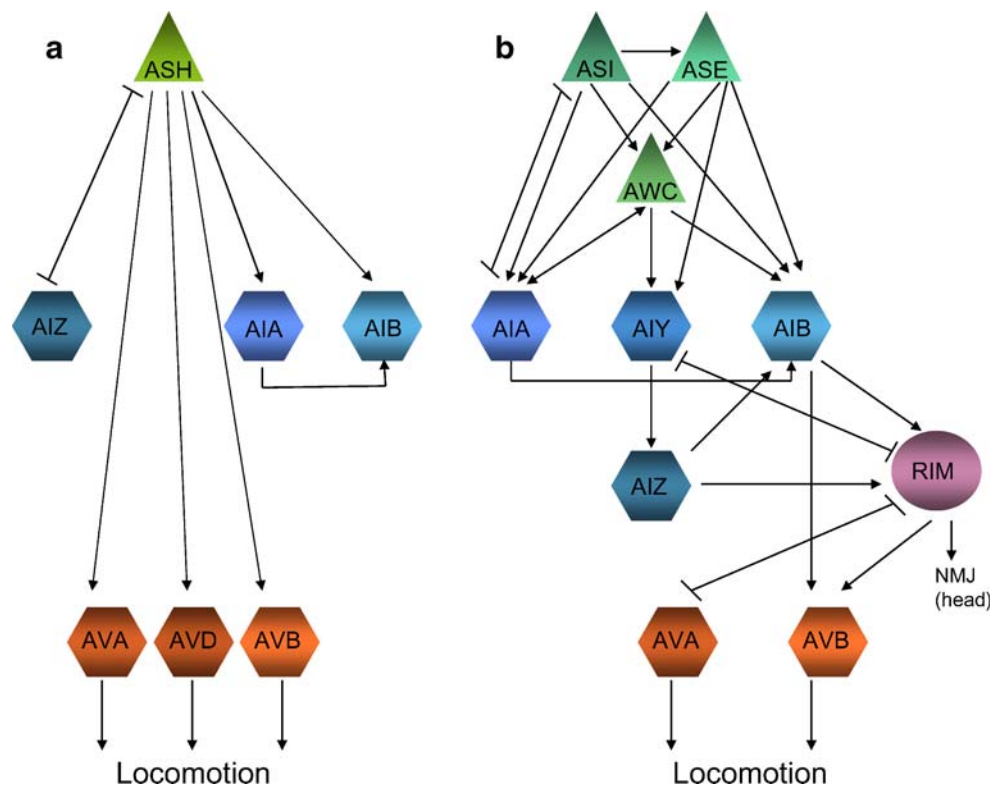 a
ASH
AIZ
AIA
AIB
AVA
AVD
AVB
Locomotion
b
ASI
ASE
AWC
AIA
AIY
AIB
AIZ
RIM
NMJ
(head)
AVA
AVB
Locomotion